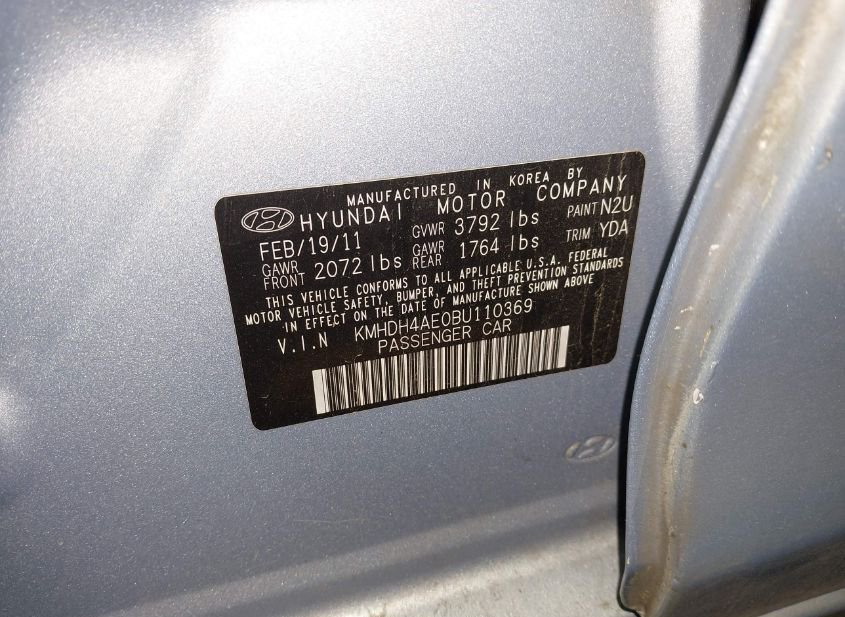 MANUFACTURED IN KOREA BY
HYUNDAI MOTOR COMPANY
FEB/19/11 GVWR 3792 lbs PAINT N2U
GAWR FRONT 2072 lbs GAWR REAR 1764 lbs TRIM YDA
THIS VEHICLE CONFORMS TO ALL APPLICABLE U.S.A. FEDERAL
MOTOR VEHICLE SAFETY, BUMPER, AND THEFT PREVENTION STANDARDS
IN EFFECT ON THE DATE OF MANUFACTURE SHOWN ABOVE
V.I.N KMHDH4AE0BU110369
PASSENGER CAR